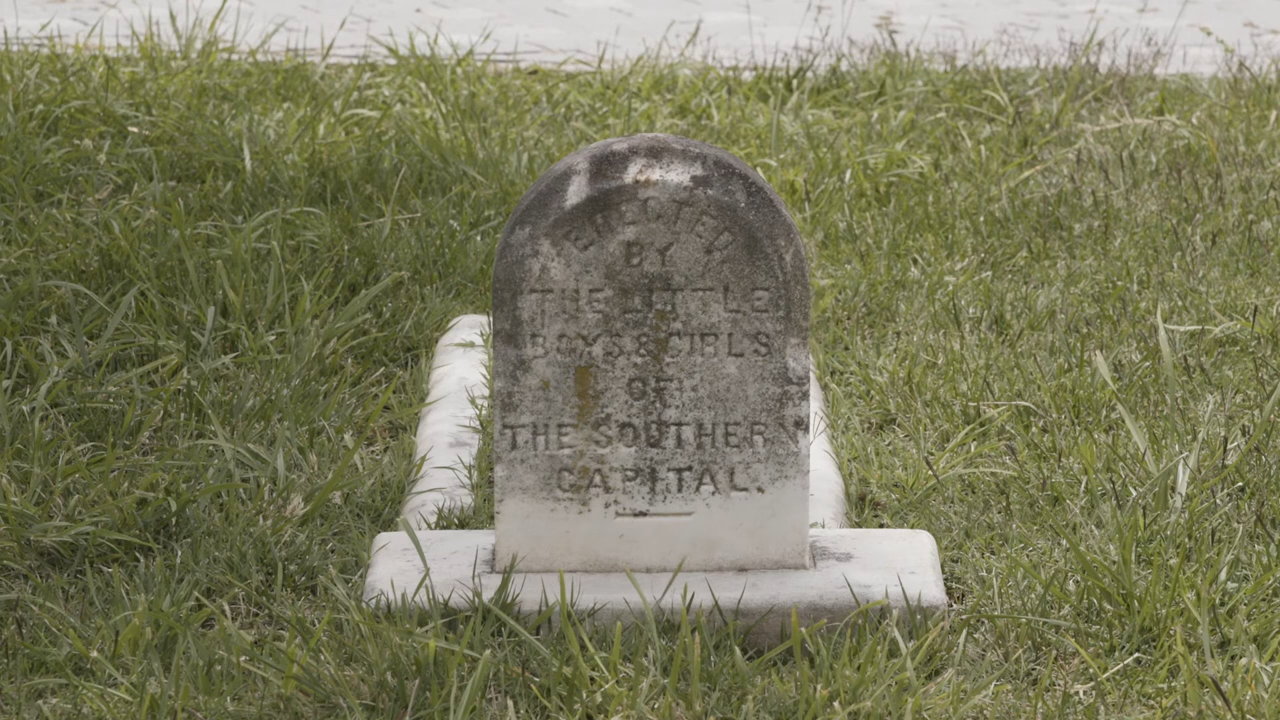 ERECTED
BY
THE LITTLE
BOYS & GIRLS
OF
THE SOUTHERN
CAPITAL.